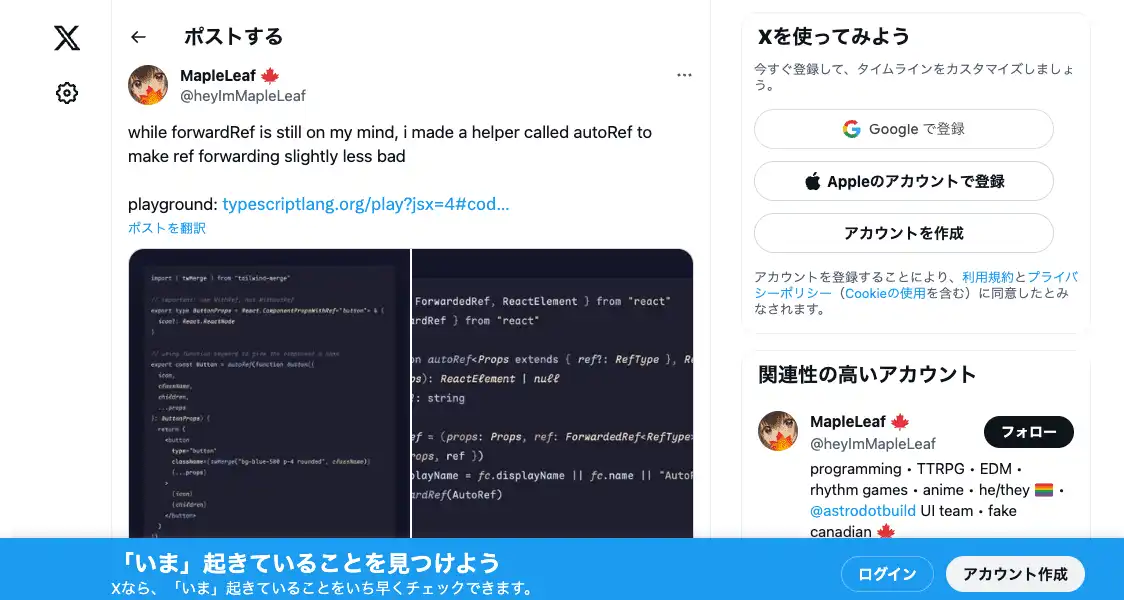 ポストする
MapleLeaf 🍁
@heyImMapleLeaf
while forwardRef is still on my mind, i made a helper called autoRef to
make ref forwarding slightly less bad
playground: typescriptlang.org/play?jsx=4#cod…
ポストを翻訳
import { twMerge } from "tailwind-merge"
// important: use WithRef, not WithoutRef
export type ButtonProps = React.ComponentPropsWithRef<"button"> & {
icon?: React.ReactNode
}
// using function keyword to give the component a name
export const Button = autoRef(function Button({
icon,
className,
children,
...props
}: ButtonProps) {
return (
<button
type="button"
className={twMerge("bg-blue-500 p-4 rounded", className)}
{...props}
>
{icon}
{children}
</button>
)
})
ForwardedRef, ReactElement } from "react"
ardRef } from "react"
on autoRef<Props extends { ref?: RefType }, Re
ps): ReactElement | null
?: string
ef = (props: Props, ref: ForwardedRef<RefType>
rops, ref })
playName = fc.displayName || fc.name || "AutoR
ardRef(AutoRef)
Xを使ってみよう
今すぐ登録して、タイムラインをカスタマイズしましょ
う。
Google で登録
Appleのアカウントで登録
アカウントを作成
アカウントを登録することにより、利用規約とプライバ
シーポリシー（Cookieの使用を含む）に同意したとみ
なされます。
関連性の高いアカウント
MapleLeaf 🍁
@heyImMapleLeaf
フォロー
programming • TTRPG • EDM •
rhythm games • anime • he/they 🏳️‍🌈 •
@astrodotbuild UI team • fake
canadian 🍁
「いま」起きていることを見つけよう
Xなら、「いま」起きていることをいち早くチェックできます。
ログイン
アカウント作成